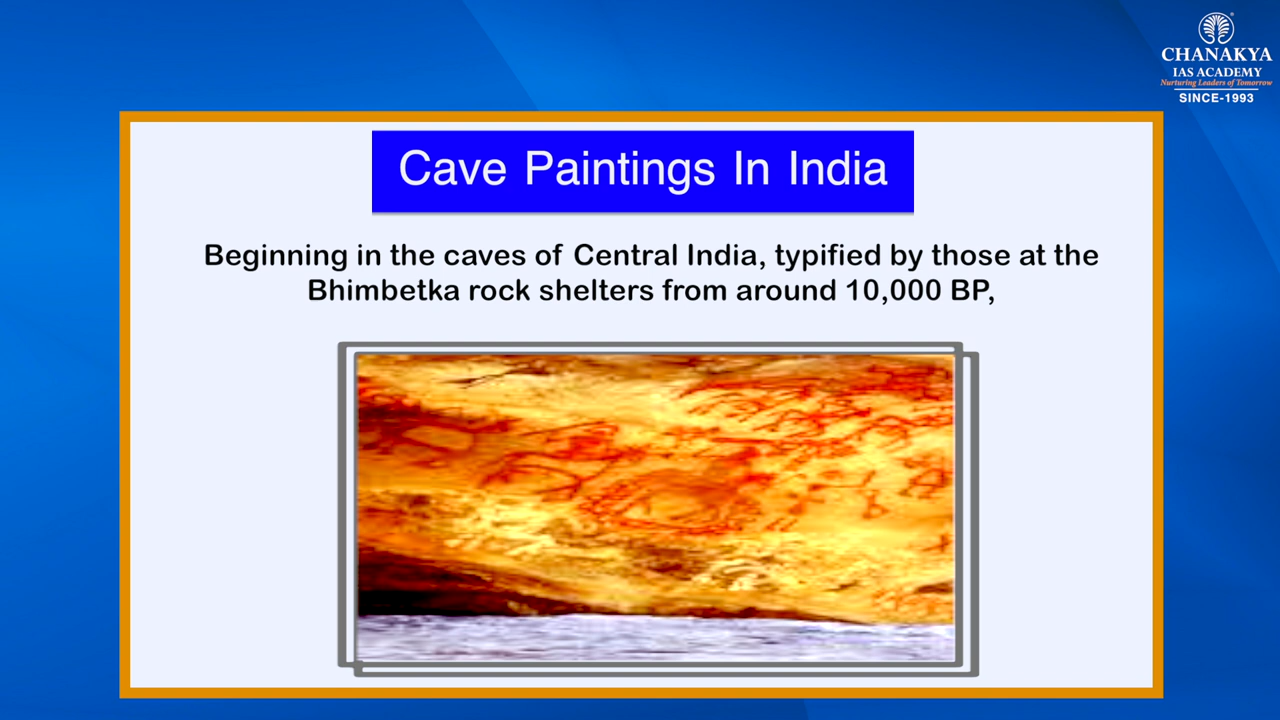 CHANAKYA
IAS ACADEMY
Nurturing Leaders of Tomorrow
SINCE-1993
Cave Paintings In India
Beginning in the caves of Central India, typified by those at the
Bhimbetka rock shelters from around 10,000 BP,